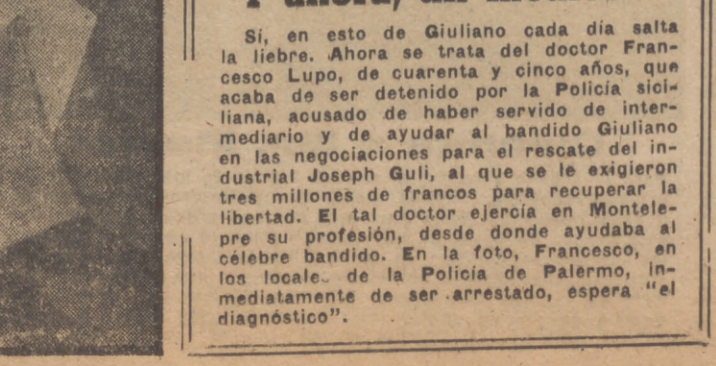 Sí, en esto de Giuliano cada día salta
la liebre. Ahora se trata del doctor Fran-
cesco Lupo, de cuarenta y cinco años, que
acaba de ser detenido por la Policía sici-
liana, acusado de haber servido de inter-
mediario y de ayudar al bandido Giuliano
en las negociaciones para el rescate del in-
dustrial Joseph Guli, al que se le exigieron
tres millones de francos para recuperar la
libertad. El tal doctor ejercía en Montele-
pre su profesión, desde donde ayudaba al
célebre bandido. En la foto, Francesco, en
los locale de la Policía de Palermo, in-
mediatamente de ser arrestado, espera "el
diagnóstico".